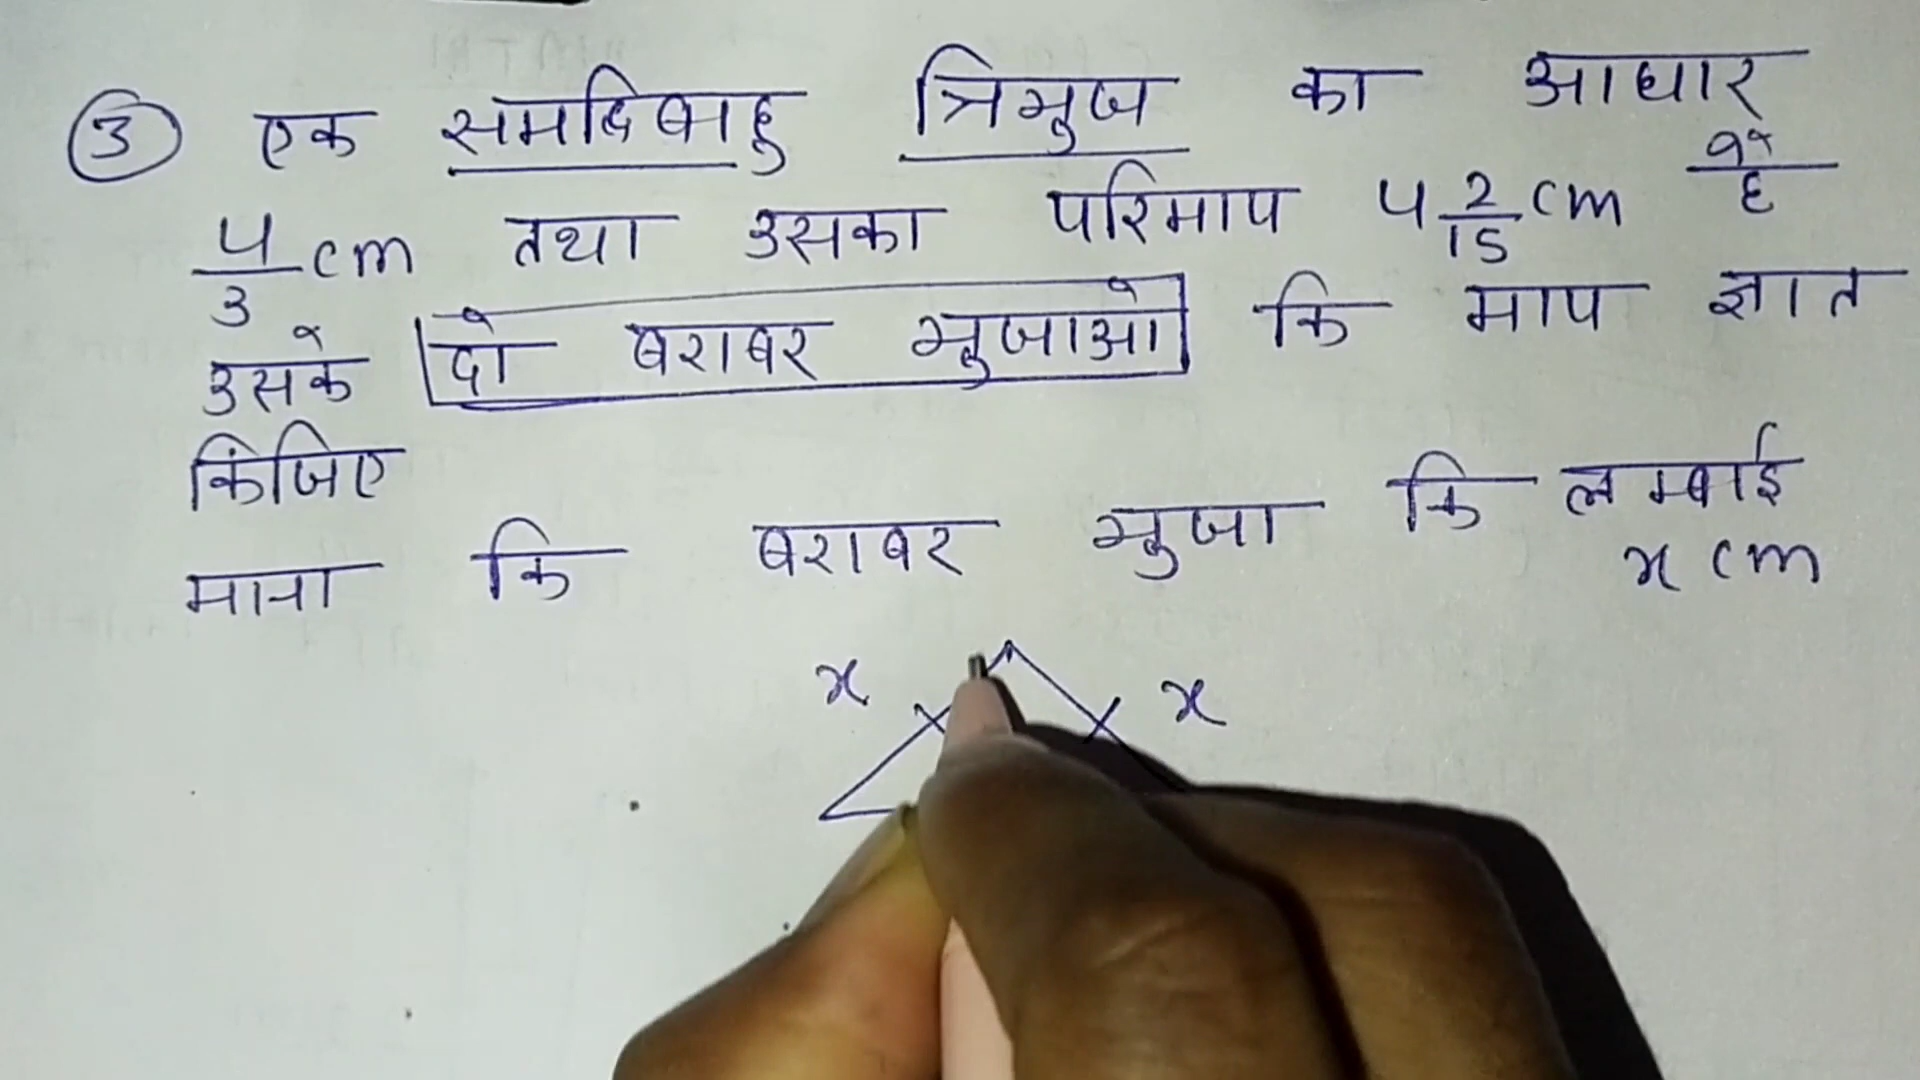 ③ एक समद्विबाहु त्रिभुज का आधार
4/3 cm तथा उसका परिमाप 4 2/15 cm है
उसके दो बराबर भुजाओ कि माप ज्ञात
किजिए
माना कि बराबर भुजा कि लम्बाई
x cm
x x